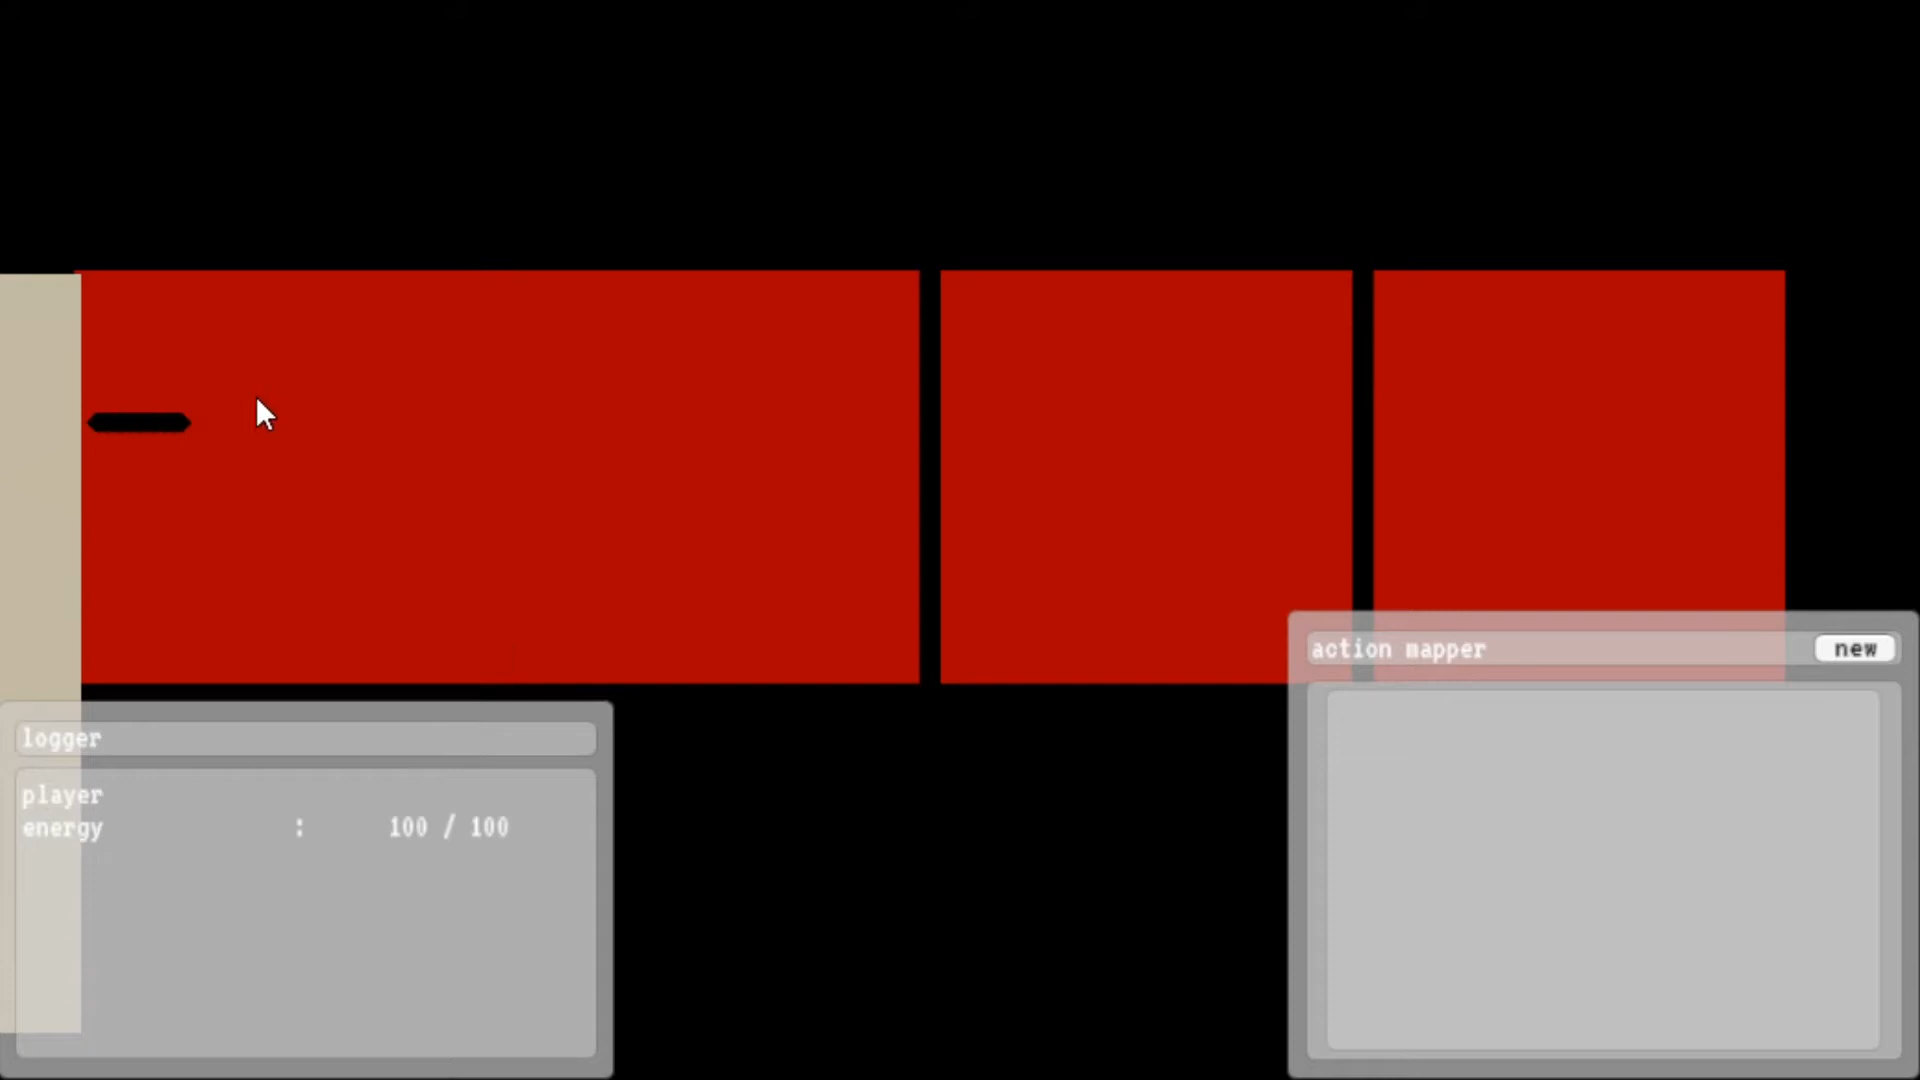 action mapper new
logger
player
energy : 100 / 100